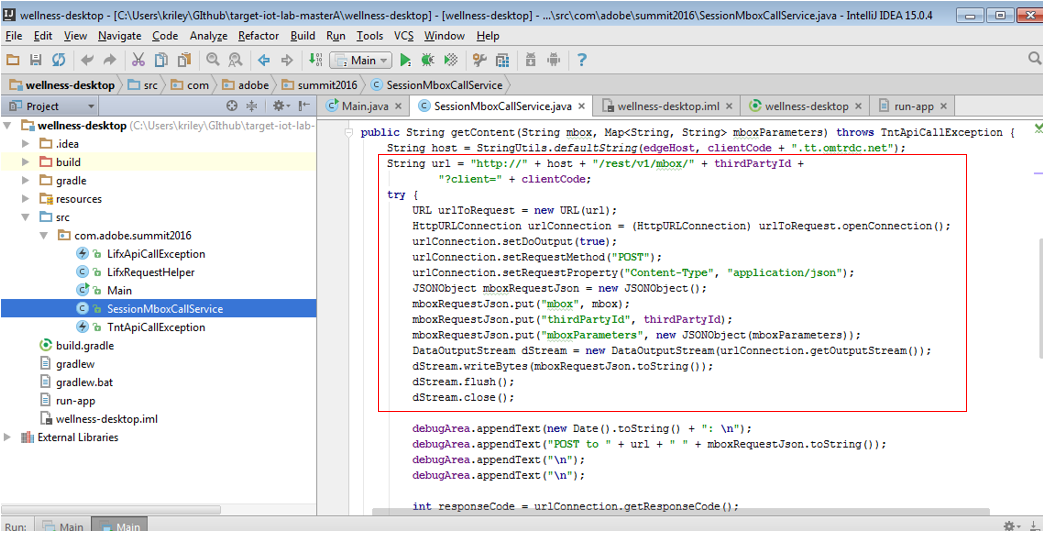 wellness-desktop - [C:\Users\kriley\GIthub\target-iot-lab-masterA\wellness-desktop] - [wellness-desktop] - ...\src\com\adobe\summit2016\SessionMboxCallService.java - IntelliJ IDEA 15.0.4
File Edit View Navigate Code Analyze Refactor Build Run Tools VCS Window Help
Main
wellness-desktop src com adobe summit2016 SessionMboxCallService
Project
Main.java × SessionMboxCallService.java × wellness-desktop.iml × wellness-desktop × run-app ×
wellness-desktop (C:\Users\kriley\GIthub\target-iot-lab-
.idea
build
gradle
resources
src
com.adobe.summit2016
LifxApiCallException
LifxRequestHelper
Main
SessionMboxCallService
TntApiCallException
build.gradle
gradlew
gradlew.bat
run-app
wellness-desktop.iml
External Libraries
public String getContent(String mbox, Map<String, String> mboxParameters) throws TntApiCallException {
String host = StringUtils.defaultString(edgeHost, clientCode + ".tt.omtrdc.net");
String url = "http://" + host + "/rest/v1/mbox/" + thirdPartyId +
"?client=" + clientCode;
try {
URL urlToRequest = new URL(url);
HttpURLConnection urlConnection = (HttpURLConnection) urlToRequest.openConnection();
urlConnection.setDoOutput(true);
urlConnection.setRequestMethod("POST");
urlConnection.setRequestProperty("Content-Type", "application/json");
JSONObject mboxRequestJson = new JSONObject();
mboxRequestJson.put("mbox", mbox);
mboxRequestJson.put("thirdPartyId", thirdPartyId);
mboxRequestJson.put("mboxParameters", new JSONObject(mboxParameters));
DataOutputStream dStream = new DataOutputStream(urlConnection.getOutputStream());
dStream.writeBytes(mboxRequestJson.toString());
dStream.flush();
dStream.close();
debugArea.appendText(new Date().toString() + ": \n");
debugArea.appendText("POST to " + url + " " + mboxRequestJson.toString());
debugArea.appendText("\n");
debugArea.appendText("\n");
int responseCode = urlConnection.getResponseCode();
Run: Main Main